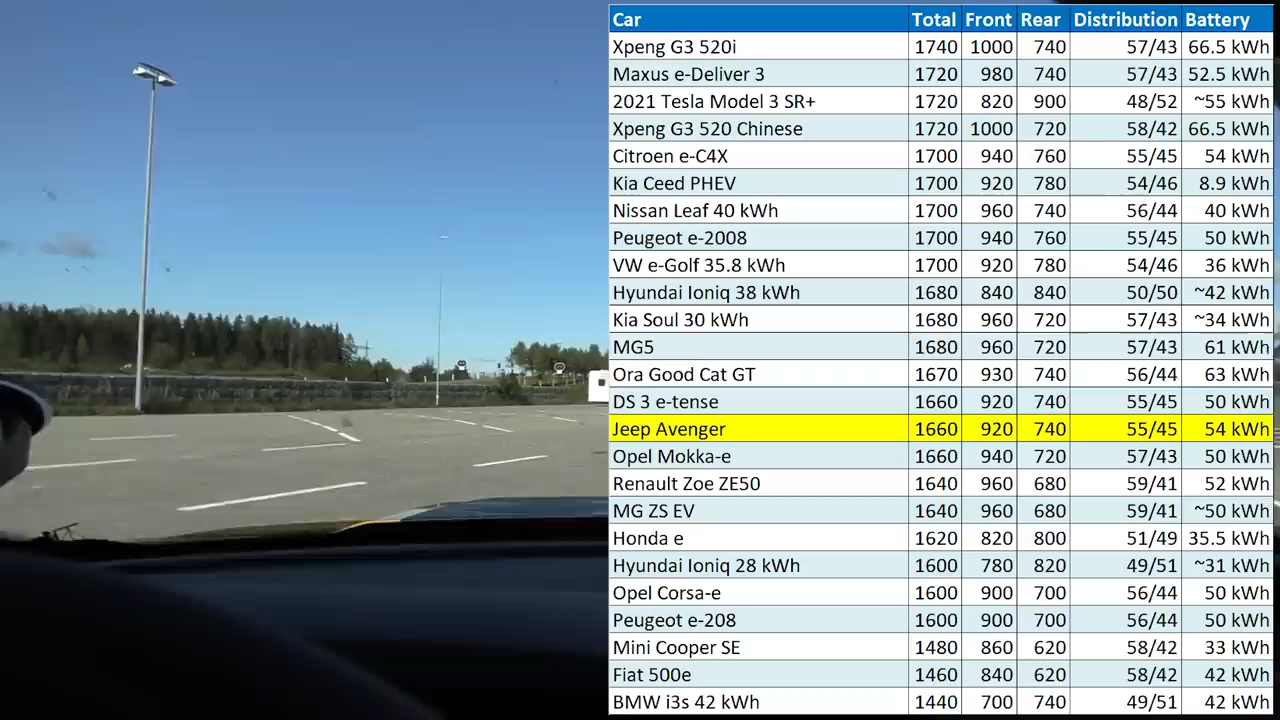 Car Total Front Rear Distribution Battery
Xpeng G3 520i 1740 1000 740 57/43 66.5 kWh
Maxus e-Deliver 3 1720 980 740 57/43 52.5 kWh
2021 Tesla Model 3 SR+ 1720 820 900 48/52 ~55 kWh
Xpeng G3 520 Chinese 1720 1000 720 58/42 66.5 kWh
Citroen e-C4X 1700 940 760 55/45 54 kWh
Kia Ceed PHEV 1700 920 780 54/46 8.9 kWh
Nissan Leaf 40 kWh 1700 960 740 56/44 40 kWh
Peugeot e-2008 1700 940 760 55/45 50 kWh
VW e-Golf 35.8 kWh 1700 920 780 54/46 36 kWh
Hyundai Ioniq 38 kWh 1680 840 840 50/50 ~42 kWh
Kia Soul 30 kWh 1680 960 720 57/43 ~34 kWh
MG5 1680 960 720 57/43 61 kWh
Ora Good Cat GT 1670 930 740 56/44 63 kWh
DS 3 e-tense 1660 920 740 55/45 50 kWh
Jeep Avenger 1660 920 740 55/45 54 kWh
Opel Mokka-e 1660 940 720 57/43 50 kWh
Renault Zoe ZE50 1640 960 680 59/41 52 kWh
MG ZS EV 1640 960 680 59/41 ~50 kWh
Honda e 1620 820 800 51/49 35.5 kWh
Hyundai Ioniq 28 kWh 1600 780 820 49/51 ~31 kWh
Opel Corsa-e 1600 900 700 56/44 50 kWh
Peugeot e-208 1600 900 700 56/44 50 kWh
Mini Cooper SE 1480 860 620 58/42 33 kWh
Fiat 500e 1460 840 620 58/42 42 kWh
BMW i3s 42 kWh 1440 700 740 49/51 42 kWh